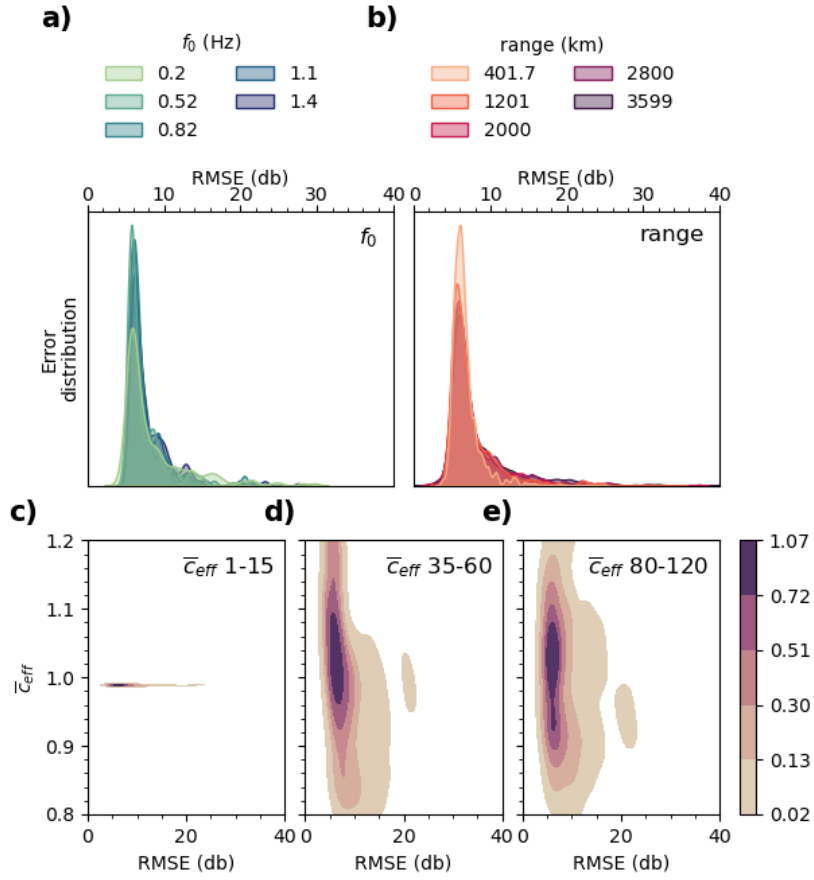 a)
b)
f0 (Hz)
0.2
1.1
0.52
1.4
0.82
range (km)
401.7
2800
1201
3599
2000
RMSE (db)
RMSE (db)
0 10 20 30 40
0 10 20 30 40
f0
range
Error
distribution
c)
d)
e)
1.2
1.1
1.0
0.9
0.8
c̅eff
c̅eff 1-15
c̅eff 35-60
c̅eff 80-120
1.07
0.72
0.51
0.30
0.13
0.02
0 20 40
0 20 40
0 20 40
RMSE (db)
RMSE (db)
RMSE (db)